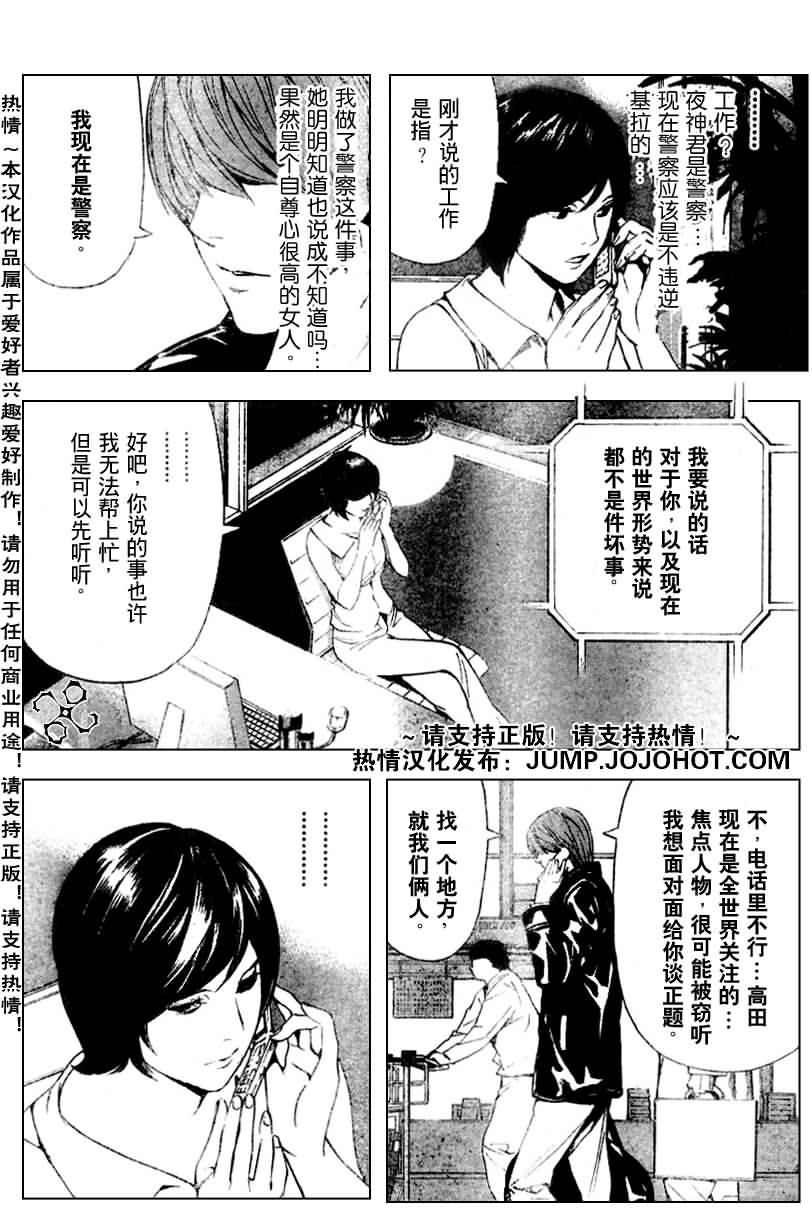 …………
工作？
夜神君是警察…
现在警察应该是不违逆
基拉的…
刚才说的工作
是指？
我做了警察这件事，
她明明知道也说成不知道吗…
果然是个自尊心很高的女人。
我现在是警察。
我要说的话
对于你，以及现在
的世界形势来说
都不是件坏事。
…………
好吧，你说的事也许
我无法帮上忙，
但是可以先听听。
~请支持正版！请支持热情！~
热情汉化发布：JUMP.JOJOHOT.COM
不，电话里不行…高田
现在是全世界关注的…
焦点人物，很可能被窃听
我想面对面给你谈正题。
找一个地方，
就我们俩人。
…………
…………
热情~本汉化作品属于爱好者兴趣爱好制作！请勿用于任何商业用途！请支持正版！请支持热情！